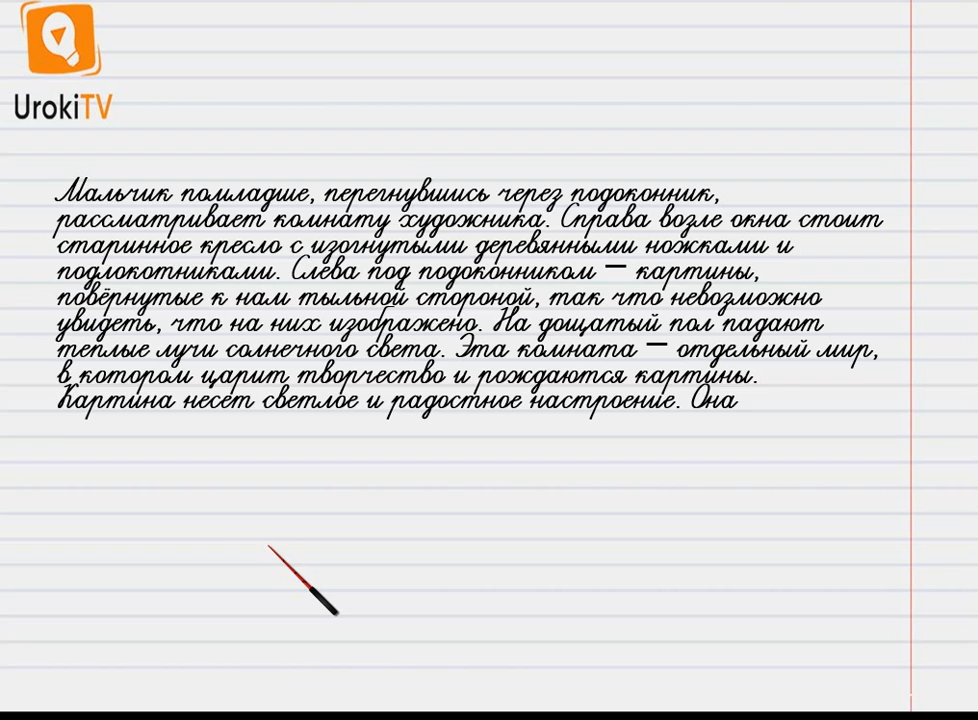 UrokiTV
Мальчик помладше, перегнувшись через подоконник,
рассматривает комнату художника. Справа возле окна стоит
старинное кресло с изогнутыми деревянными ножками и
подлокотниками. Слева под подоконником – картины,
повёрнутые к нам тыльной стороной, так что невозможно
увидеть, что на них изображено. На дощатый пол падают
теплые лучи солнечного света. Эта комната – отдельный мир,
в котором царит творчество и рождаются картины.
Картина несет светлое и радостное настроение. Она